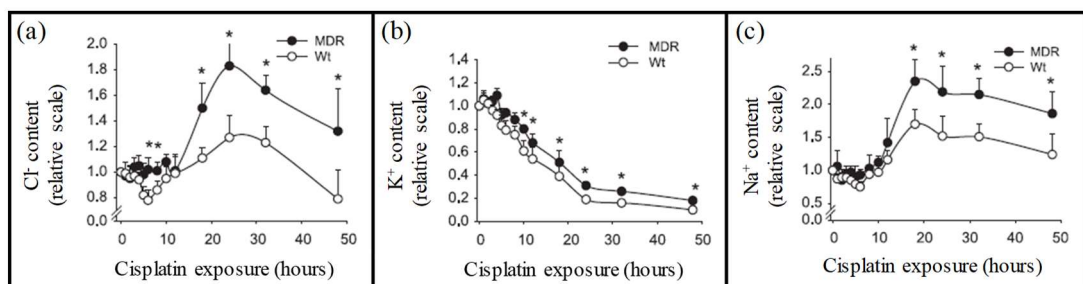 (a)
MDR
Wt
Cl⁻ content
(relative scale)
2.0
1.8
1.6
1.4
1.2
1.0
0.8
0.0
* * * * * *
0 10 20 30 40 50
Cisplatin exposure (hours)
(b)
MDR
Wt
K⁺ content
(relative scale)
1.4
1.2
1.0
0.8
0.6
0.4
0.2
0.0
* * * * * *
0 10 20 30 40 50
Cisplatin exposure (hours)
(c)
MDR
Wt
Na⁺ content
(relative scale)
2.5
2.0
1.5
1.0
0.5
0.0
* * * *
0 10 20 30 40 50
Cisplatin exposure (hours)